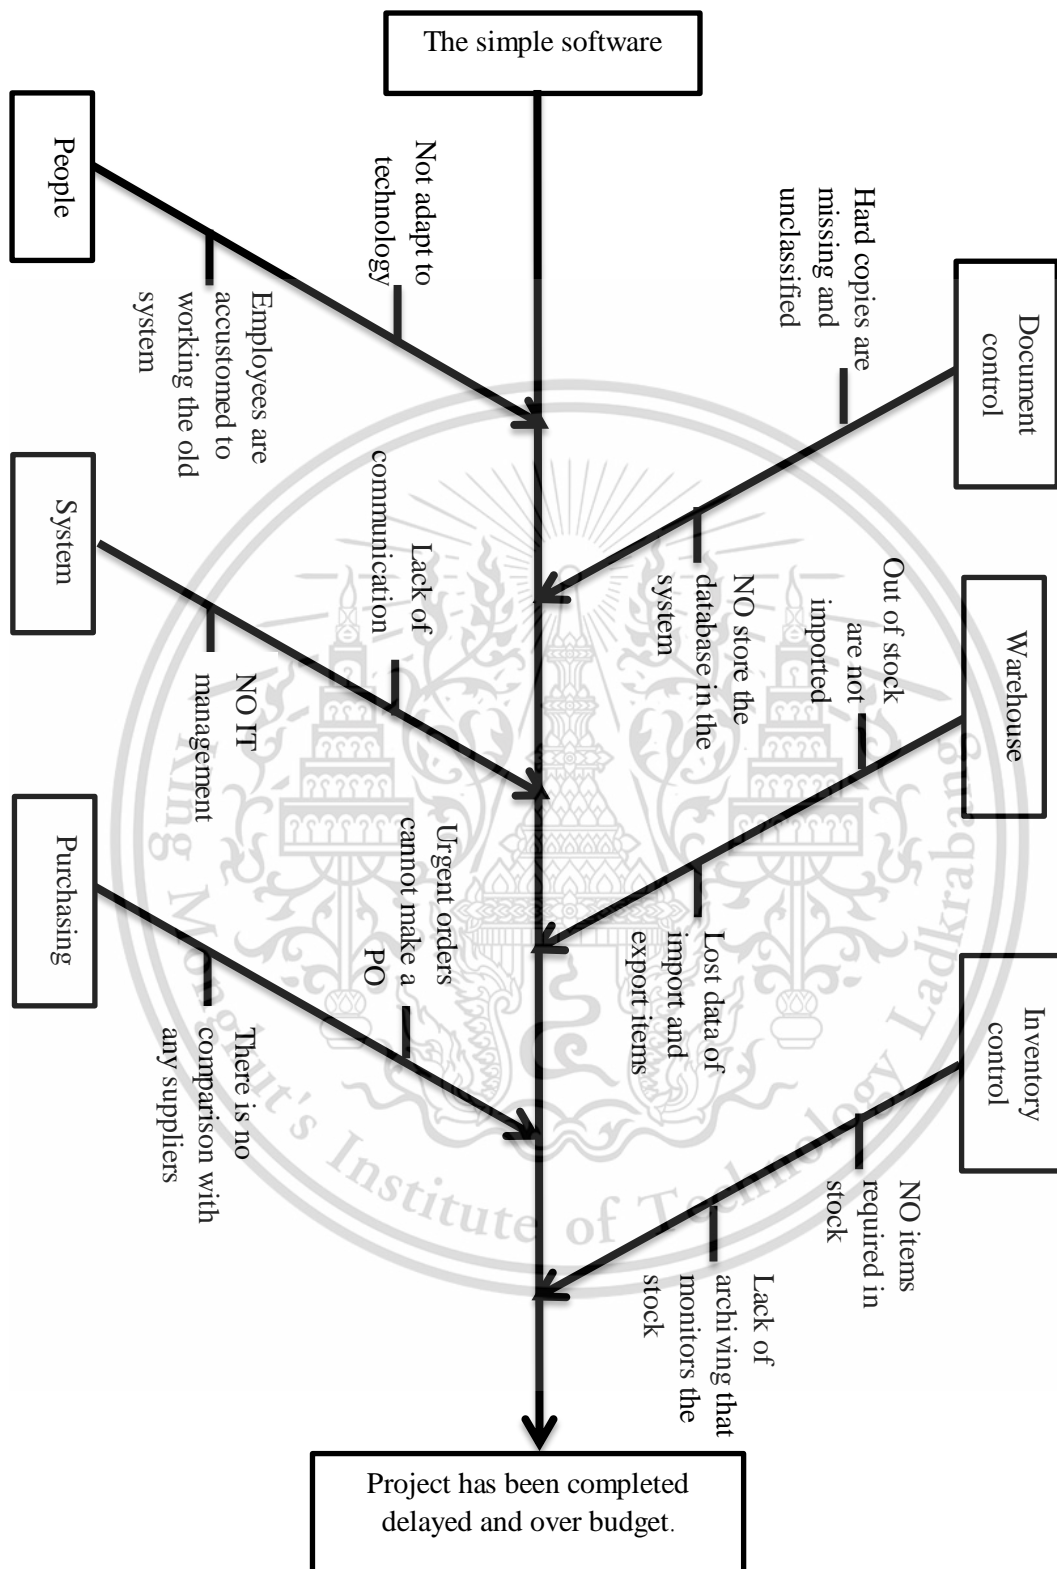 The simple software
Document
control
Hard copies are
missing and
unclassified
NO store the
database in the
system
Warehouse
Out of stock
are not
imported
Lost data of
import and
export items
Inventory
control
NO items
required in
stock
Lack of
archiving that
monitors the
stock
People
Not adapt to
technology
Employees are
accustomed to
working the old
system
System
Lack of
communication
NO IT
management
Purchasing
Urgent orders
cannot make a
PO
There is no
comparison with
any suppliers
Project has been completed
delayed and over budget.
King Mongkut's Institute of Technology Ladkrabang